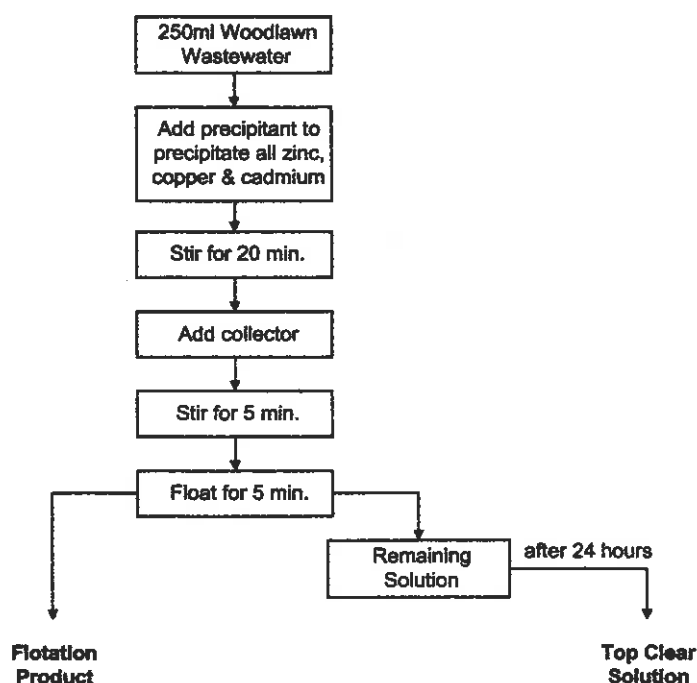 250ml Woodlawn
Wastewater
Add precipitant to
precipitate all zinc,
copper & cadmium
Stir for 20 min.
Add collector
Stir for 5 min.
Float for 5 min.
Remaining
Solution
after 24 hours
Flotation
Product
Top Clear
Solution